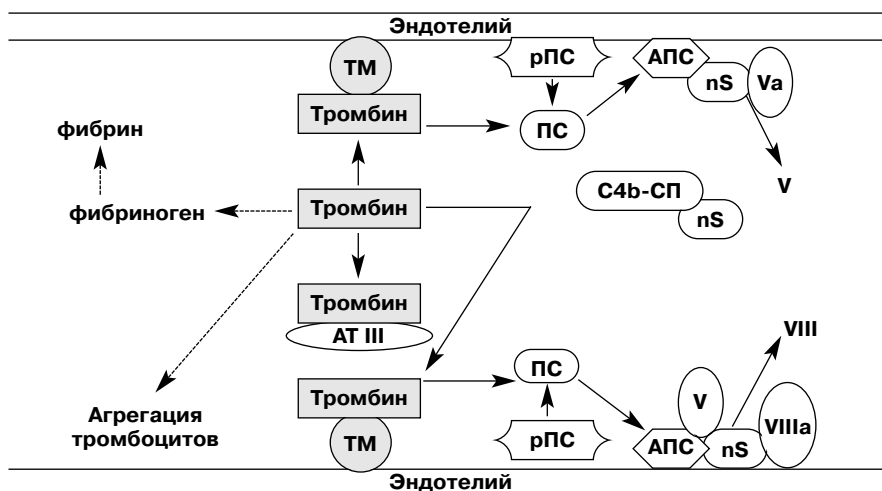 Эндотелий
ТМ
рПС
АПС
nS
Va
Тромбин
ПС
фибрин
V
C4b-СП
nS
фибриноген
Тромбин
Тромбин
АТ III
VIII
ПС
Тромбин
V
VIIIa
Агрегация
тромбоцитов
ТМ
рПС
АПС
nS
Эндотелий